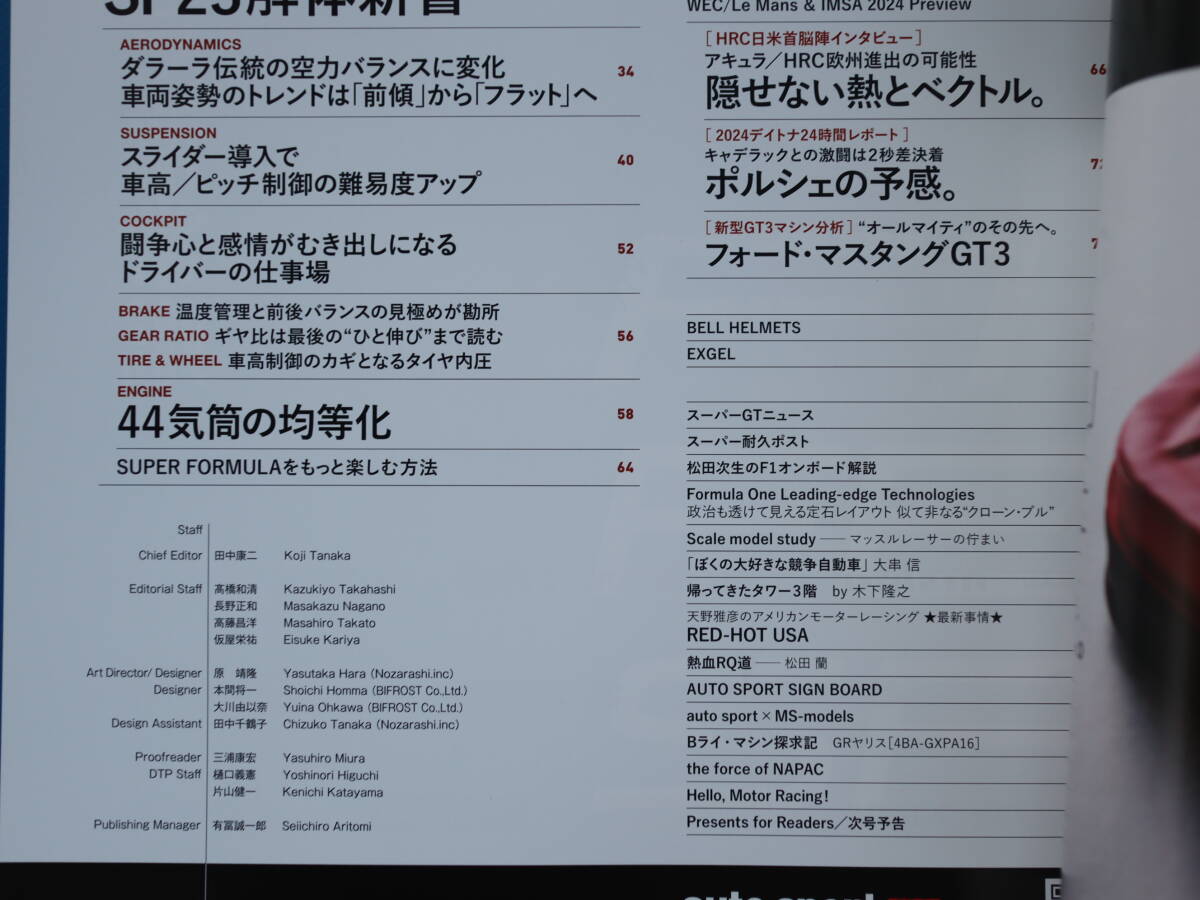 SF23解体新書
AERODYNAMICS
ダラーラ伝統の空力バランスに変化
車両姿勢のトレンドは「前傾」から「フラット」へ 34
SUSPENSION
スライダー導入で
車高／ピッチ制御の難易度アップ 40
COCKPIT
闘争心と感情がむき出しになる
ドライバーの仕事場 52
BRAKE 温度管理と前後バランスの見極めが勘所
GEAR RATIO ギヤ比は最後の“ひと伸び”まで読む 56
TIRE & WHEEL 車高制御のカギとなるタイヤ内圧
ENGINE
44気筒の均等化 58
SUPER FORMULAをもっと楽しむ方法 64
Staff
Chief Editor 田中康二 Koji Tanaka
Editorial Staff 髙橋和清 Kazukiyo Takahashi
長野正和 Masakazu Nagano
高藤昌洋 Masahiro Takato
仮屋栄祐 Eisuke Kariya
Art Director/ Designer 原 靖隆 Yasutaka Hara (Nozarashi.inc)
Designer 本間将一 Shoichi Homma (BIFROST Co.,Ltd.)
大川由以奈 Yuina Ohkawa (BIFROST Co.,Ltd.)
Design Assistant 田中千鶴子 Chizuko Tanaka (Nozarashi.inc)
Proofreader 三浦康宏 Yasuhiro Miura
DTP Staff 樋口義憲 Yoshinori Higuchi
片山健一 Kenichi Katayama
Publishing Manager 有冨誠一郎 Seiichiro Aritomi
WEC/Le Mans & IMSA 2024 Preview
[HRC日米首脳陣インタビュー]
アキュラ／HRC欧州進出の可能性
隠せない熱とベクトル。 66
[2024デイトナ24時間レポート]
キャデラックとの激闘は2秒差決着
ポルシェの予感。
[新型GT3マシン分析] “オールマイティ”のその先へ。
フォード・マスタングGT3
BELL HELMETS
EXGEL
スーパーGTニュース
スーパー耐久ポスト
松田次生のF1オンボード解説
Formula One Leading-edge Technologies
政治も透けて見える定石レイアウト 似て非なる“クローン・ブル”
Scale model study ── マッスルレーサーの佇まい
「ぼくの大好きな競争自動車」 大串 信
帰ってきたタワー3階 by 木下隆之
天野雅彦のアメリカンモーターレーシング ★最新事情★
RED-HOT USA
熱血RQ道 ── 松田 蘭
AUTO SPORT SIGN BOARD
auto sport × MS-models
Bライ・マシン探求記 GRヤリス[4BA-GXPA16]
the force of NAPAC
Hello, Motor Racing!
Presents for Readers／次号予告
auto sport